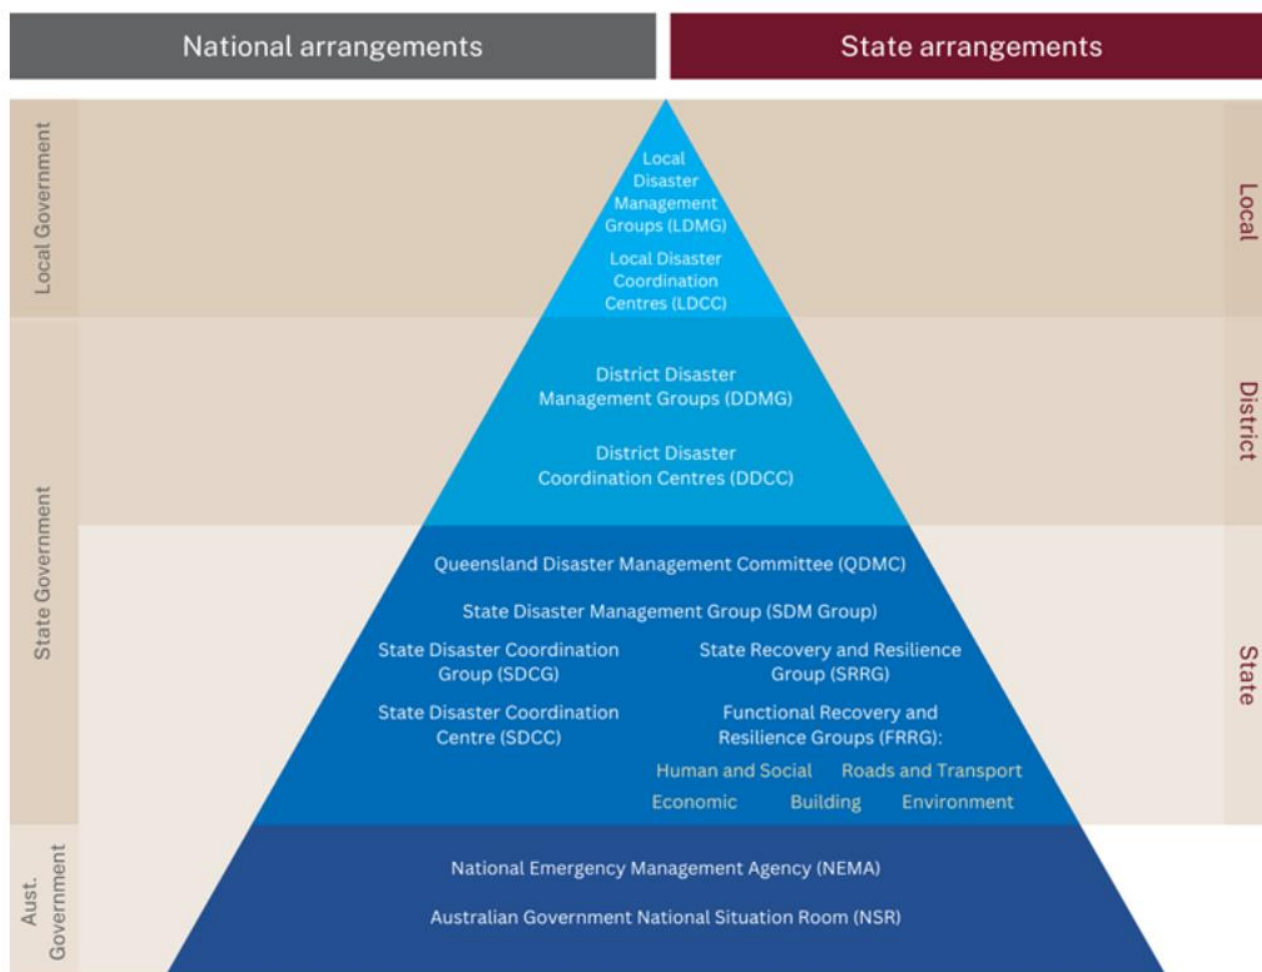 National arrangements
State arrangements
Local Government
Local
Disaster
Management
Groups (LDMG)
Local Disaster
Coordination
Centres (LDCC)
Local
State Government
District Disaster
Management Groups (DDMG)
District Disaster
Coordination Centres (DDCC)
District
Queensland Disaster Management Committee (QDMC)
State Disaster Management Group (SDM Group)
State Disaster Coordination
Group (SDCG)
State Recovery and Resilience
Group (SRRG)
State Disaster Coordination
Centre (SDCC)
Functional Recovery and
Resilience Groups (FRRG):
Human and Social
Roads and Transport
Economic
Building
Environment
State
Aust.
Government
National Emergency Management Agency (NEMA)
Australian Government National Situation Room (NSR)